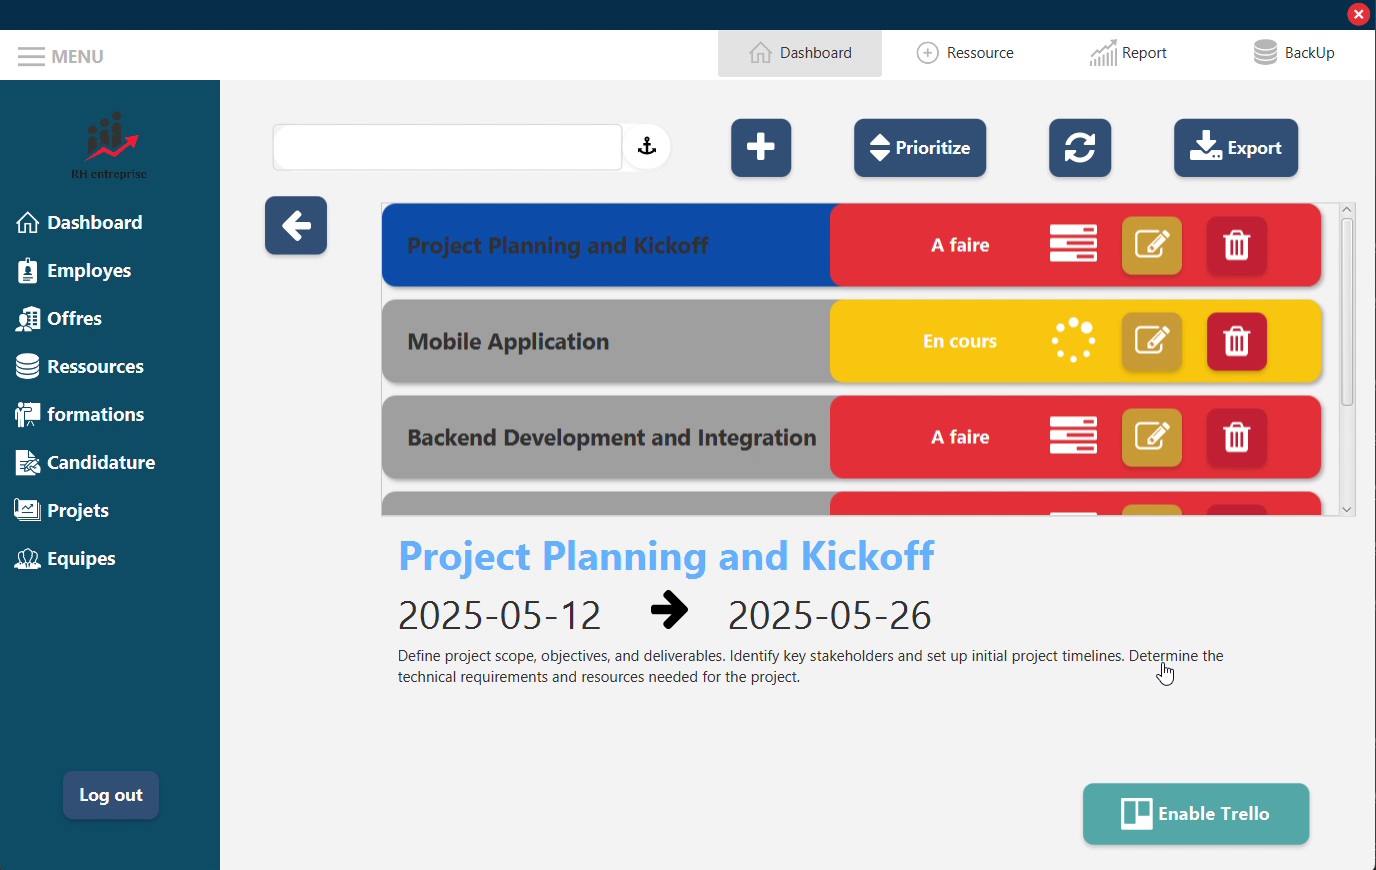 MENU
Dashboard
Ressource
Report
BackUp
RH entreprise
Dashboard
Employes
Offres
Ressources
formations
Candidature
Projets
Equipes
Log out
Prioritize
Export
Project Planning and Kickoff
A faire
Mobile Application
En cours
Backend Development and Integration
A faire
Project Planning and Kickoff
2025-05-12
2025-05-26
Define project scope, objectives, and deliverables. Identify key stakeholders and set up initial project timelines. Determine the
technical requirements and resources needed for the project.
Enable Trello